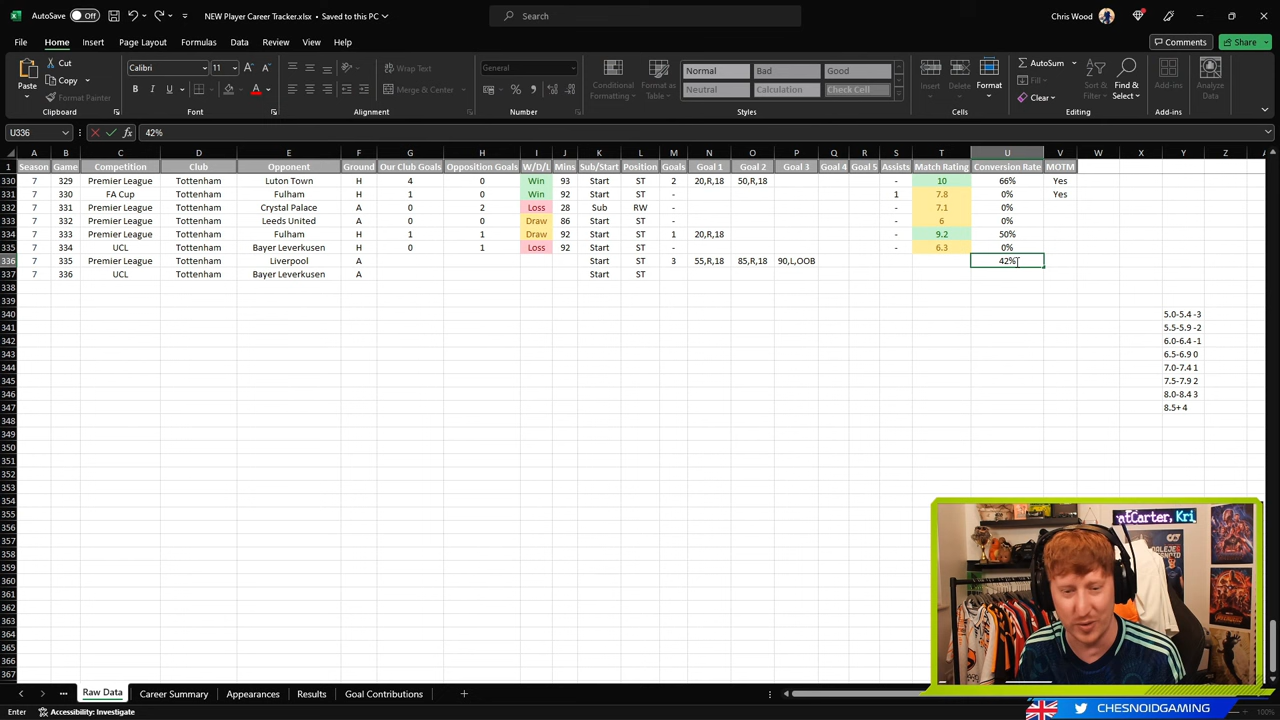 AutoSave Off NEW Player Career Tracker.xlsx • Saved to this PC Search Chris Wood
File Home Insert Page Layout Formulas Data Review View Help Comments Share
Paste Cut Copy Format Painter Clipboard
Calibri 11 B I U Font
Wrap Text Merge & Center Alignment
General Number
Conditional Formatting Format as Table Normal Bad Good Neutral Calculation Check Cell Styles
Insert Delete Format Cells
AutoSum Fill Clear Sort & Filter Find & Select Editing
Add-ins Add-ins Analyze Data
U336 fx 42%
A B C D E F G H I J K L M N O P Q R S T U V W X Y Z
1 Season Game Competition Club Opponent Ground Our Club Goals Opposition Goals W/D/L Mins Sub/Start Position Goals Goal 1 Goal 2 Goal 3 Goal 4 Goal 5 Assists Match Rating Conversion Rate MOTM
330 7 329 Premier League Tottenham Luton Town H 4 0 Win 93 Start ST 2 20,R,18 50,R,18 - 10 66% Yes
331 7 330 FA Cup Tottenham Fulham H 1 0 Win 92 Start ST - 1 7.8 0% Yes
332 7 331 Premier League Tottenham Crystal Palace H 0 2 Loss 28 Sub RW - - 7.1 0%
333 7 332 Premier League Tottenham Leeds United H 0 0 Draw 86 Start ST - - 6 0%
334 7 333 Premier League Tottenham Fulham H 1 1 Draw 92 Start ST 1 20,R,18 - 9.2 50%
335 7 334 UCL Tottenham Bayer Leverkusen H 0 1 Loss 92 Start ST - - 6.3 0%
336 7 335 Premier League Tottenham Liverpool A Start ST 3 55,R,18 85,R,18 90,L,OOB 42%
337 7 336 UCL Tottenham Bayer Leverkusen A Start ST
338
339
340 5.0-5.4 -3
341 5.5-5.9 -2
342 6.0-6.4 -1
343 6.5-6.9 0
344 7.0-7.4 1
345 7.5-7.9 2
346 8.0-8.4 3
347 8.5+ 4
348
349
350
351
352
353
354
355
356
357
358
359
360
361
362
363
364
365
366
367
atCarter, Kri
Raw Data Career Summary Appearances Results Goal Contributions
Enter Accessibility: Investigate
CHESNOIDGAMING
100%